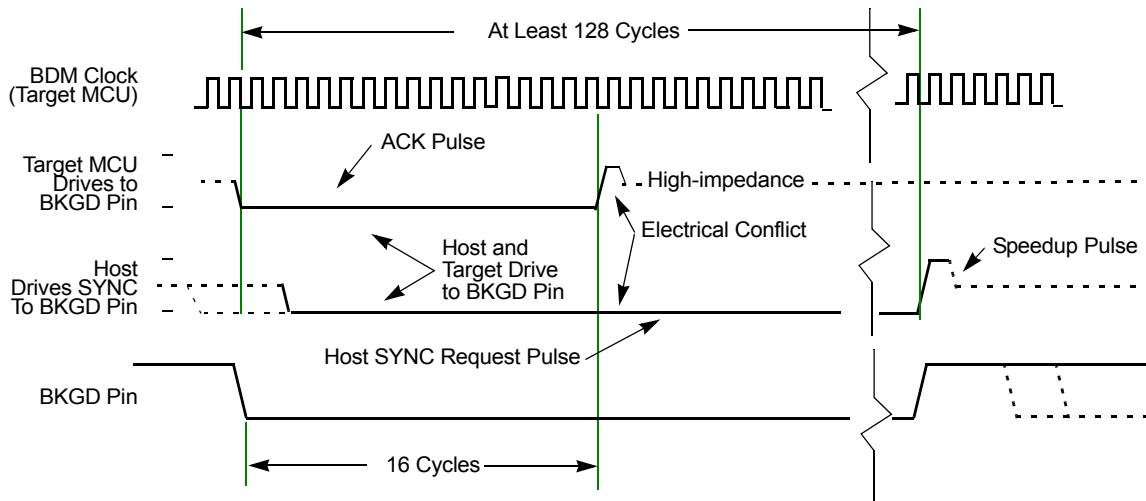 At Least 128 Cycles
BDM Clock
(Target MCU)
ACK Pulse
Target MCU
Drives to
BKGD Pin
High-impedance
Electrical Conflict
Host and
Target Drive
to BKGD Pin
Speedup Pulse
Host
Drives SYNC
To BKGD Pin
Host SYNC Request Pulse
BKGD Pin
16 Cycles